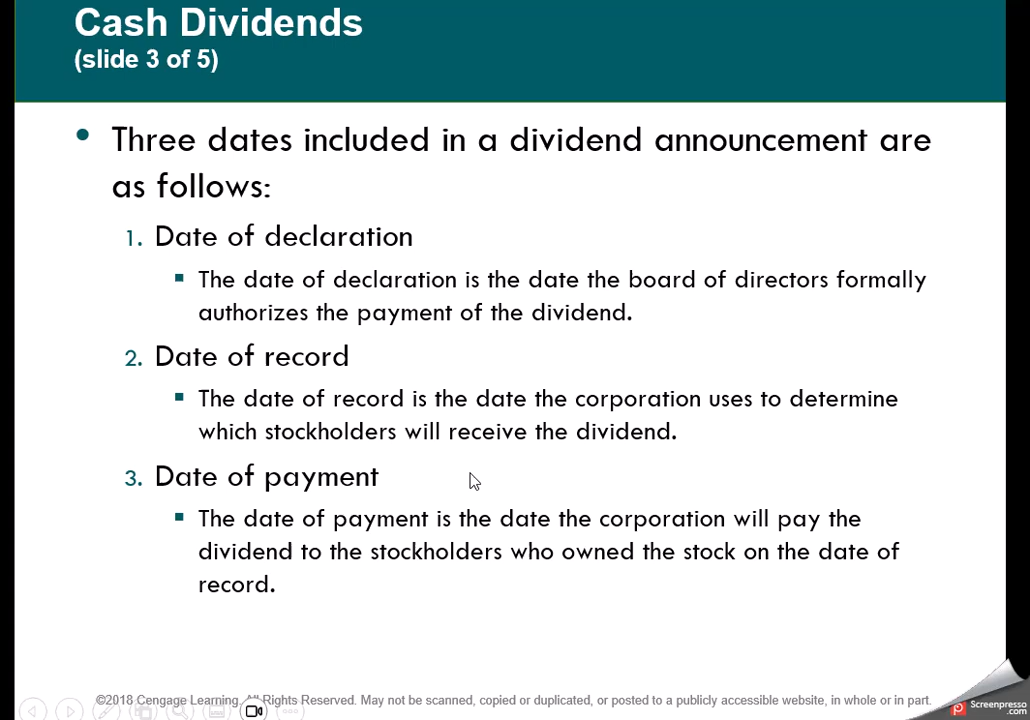 Cash Dividends
(slide 3 of 5)
• Three dates included in a dividend announcement are
as follows:
1. Date of declaration
▪ The date of declaration is the date the board of directors formally
authorizes the payment of the dividend.
2. Date of record
▪ The date of record is the date the corporation uses to determine
which stockholders will receive the dividend.
3. Date of payment
▪ The date of payment is the date the corporation will pay the
dividend to the stockholders who owned the stock on the date of
record.
©2018 Cengage Learning. All Rights Reserved. May not be scanned, copied or duplicated, or posted to a publicly accessible website, in whole or in part.
Screenpresso
.com